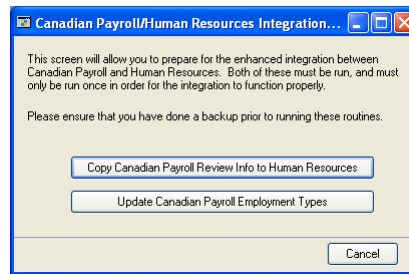 Canadian Payroll/Human Resources Integration...
This screen will allow you to prepare for the enhanced integration between
Canadian Payroll and Human Resources. Both of these must be run, and must
only be run once in order for the integration to function properly.
Please ensure that you have done a backup prior to running these routines.
Copy Canadian Payroll Review Info to Human Resources
Update Canadian Payroll Employment Types
Cancel